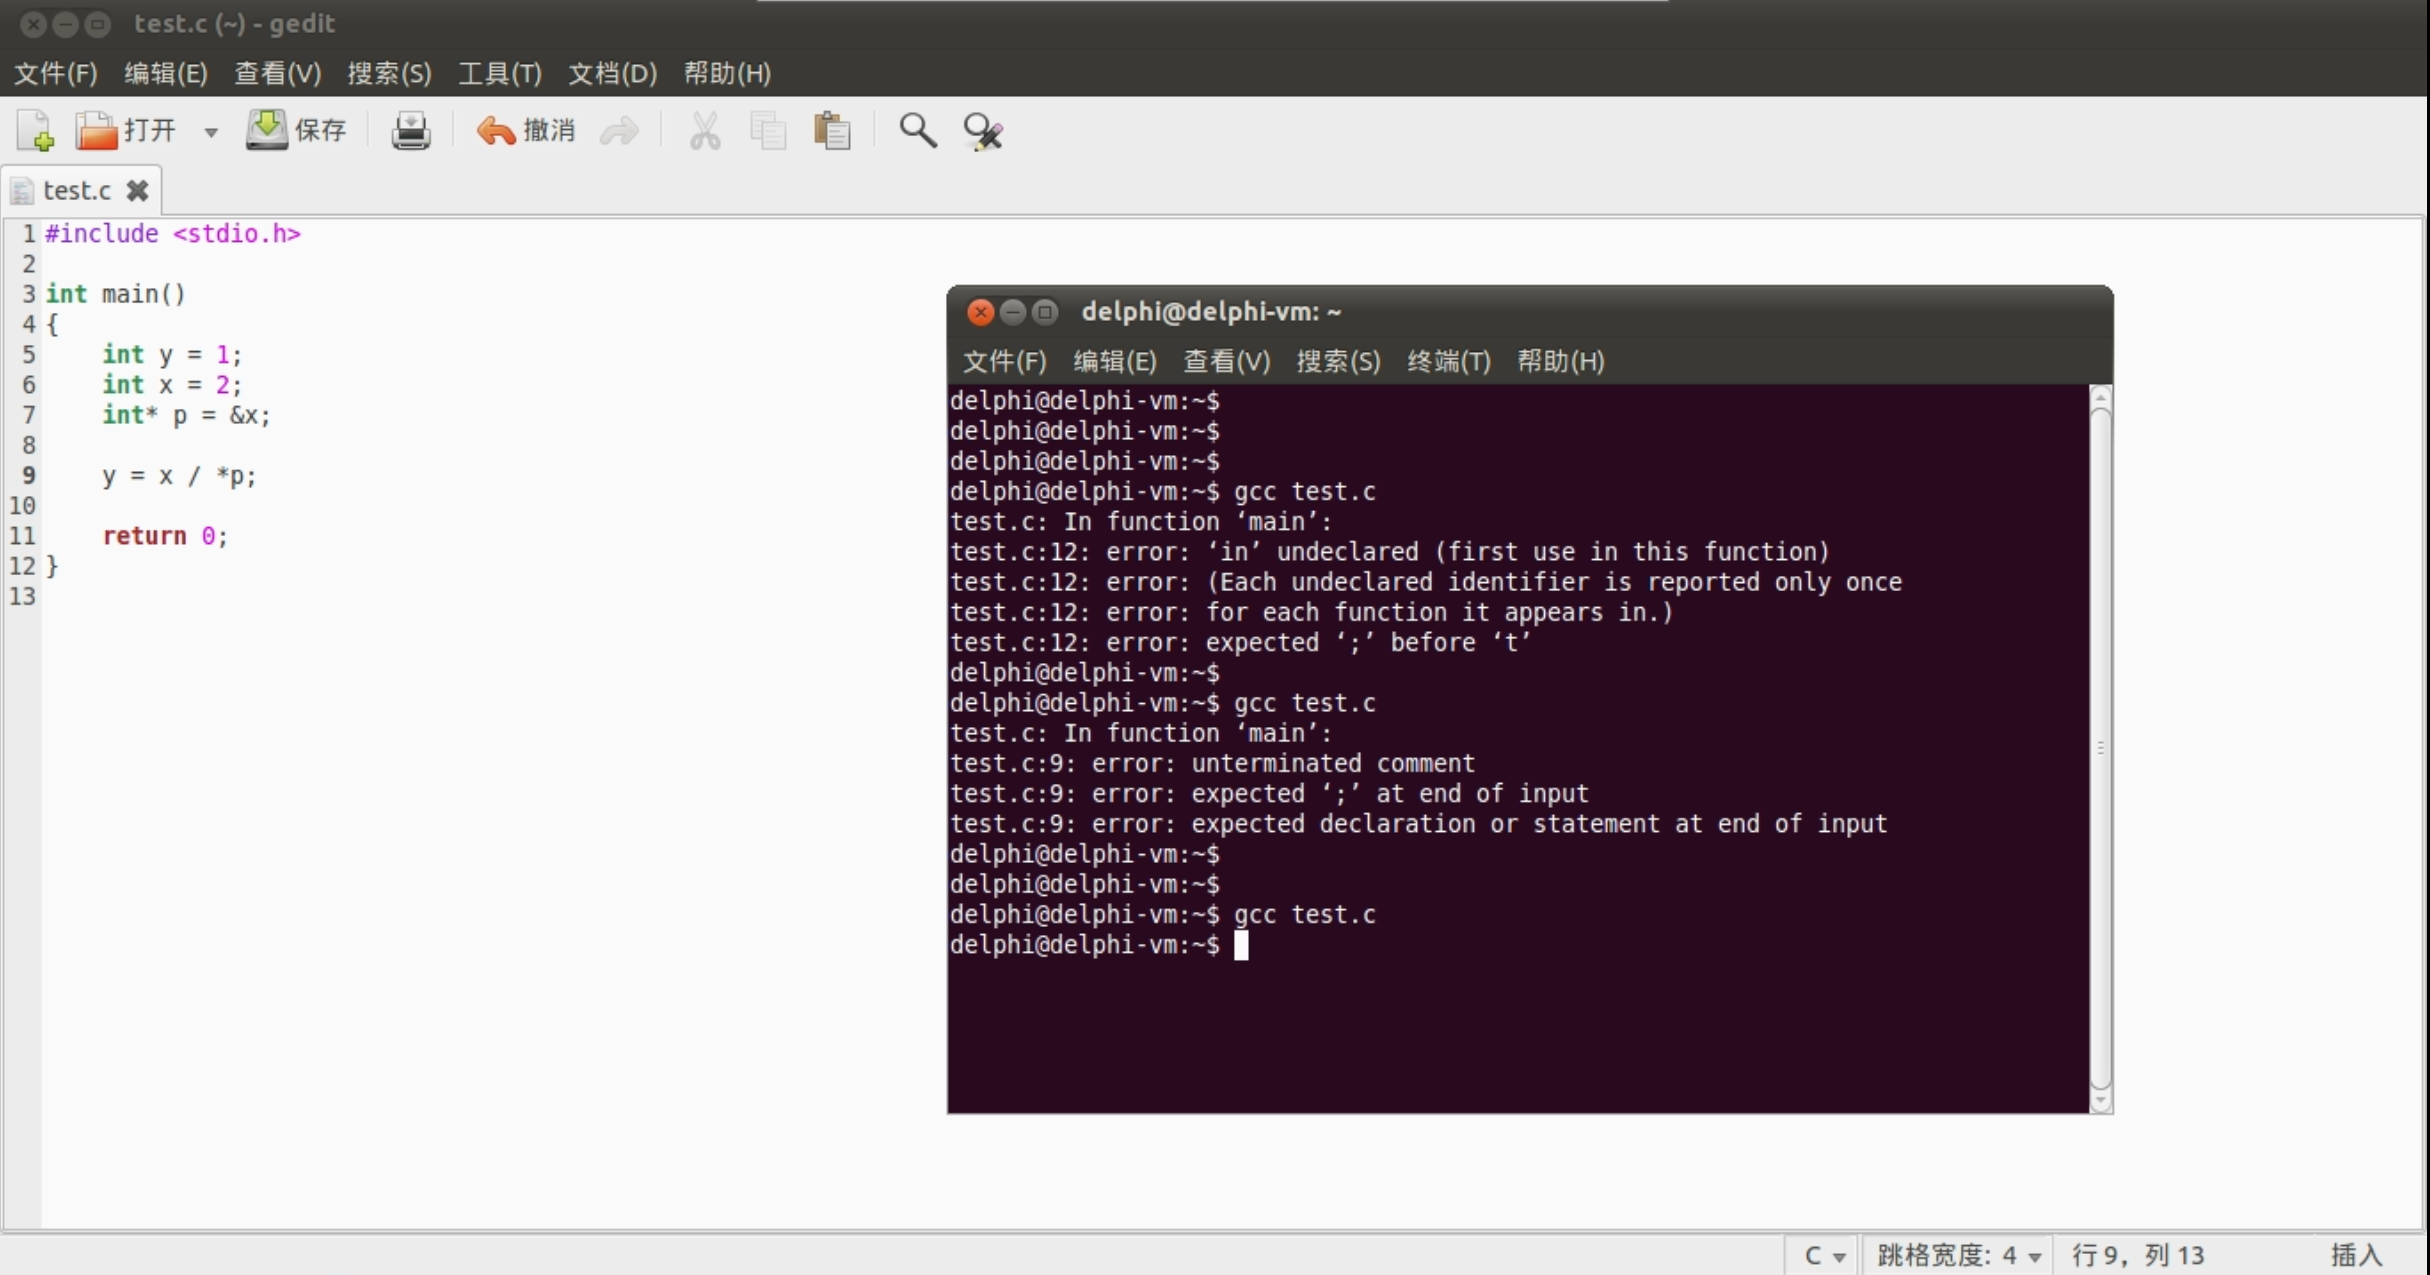 test.c (~) - gedit
文件(F) 编辑(E) 查看(V) 搜索(S) 工具(T) 文档(D) 帮助(H)
打开 保存 撤消
test.c
1 #include <stdio.h>
2
3 int main()
4 {
5     int y = 1;
6     int x = 2;
7     int* p = &x;
8
9     y = x / *p;
10
11     return 0;
12 }
13
delphi@delphi-vm: ~
文件(F) 编辑(E) 查看(V) 搜索(S) 终端(T) 帮助(H)
delphi@delphi-vm:~$
delphi@delphi-vm:~$
delphi@delphi-vm:~$
delphi@delphi-vm:~$ gcc test.c
test.c: In function ‘main’:
test.c:12: error: ‘in’ undeclared (first use in this function)
test.c:12: error: (Each undeclared identifier is reported only once
test.c:12: error: for each function it appears in.)
test.c:12: error: expected ‘;’ before ‘t’
delphi@delphi-vm:~$
delphi@delphi-vm:~$ gcc test.c
test.c: In function ‘main’:
test.c:9: error: unterminated comment
test.c:9: error: expected ‘;’ at end of input
test.c:9: error: expected declaration or statement at end of input
delphi@delphi-vm:~$
delphi@delphi-vm:~$
delphi@delphi-vm:~$ gcc test.c
delphi@delphi-vm:~$
C 跳格宽度: 4 行 9，列 13 插入